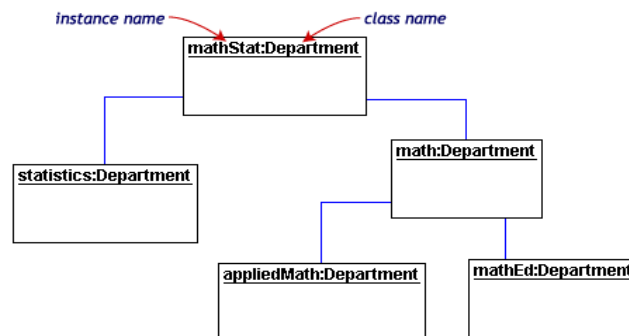 instance name
class name
mathStat:Department
math:Department
statistics:Department
appliedMath:Department
mathEd:Department